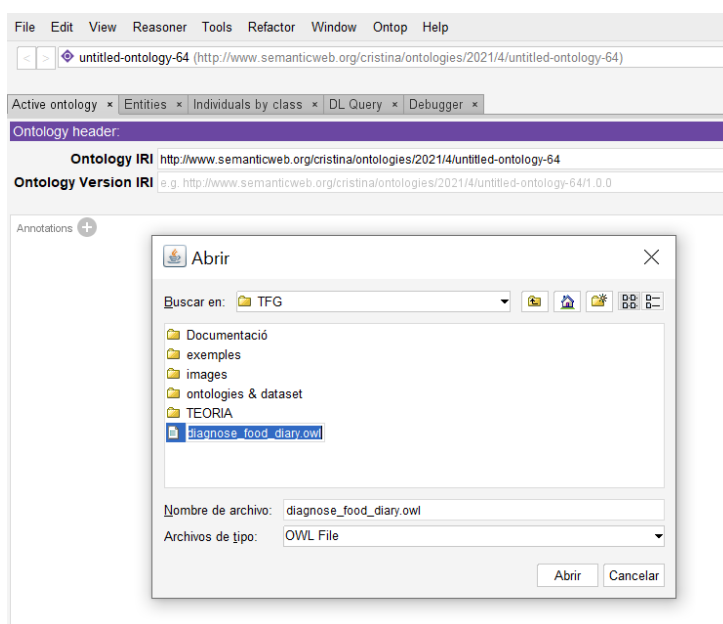 File Edit View Reasoner Tools Refactor Window Ontop Help
< > untitled-ontology-64 (http://www.semanticweb.org/cristina/ontologies/2021/4/untitled-ontology-64)
Active ontology × Entities × Individuals by class × DL Query × Debugger ×
Ontology header:
Ontology IRI http://www.semanticweb.org/cristina/ontologies/2021/4/untitled-ontology-64
Ontology Version IRI e.g. http://www.semanticweb.org/cristina/ontologies/2021/4/untitled-ontology-64/1.0.0
Annotations
Abrir
Buscar en: TFG
Documentació
exemples
images
ontologies & dataset
TEORIA
diagnose_food_diary.owl
Nombre de archivo: diagnose_food_diary.owl
Archivos de tipo: OWL File
Abrir Cancelar